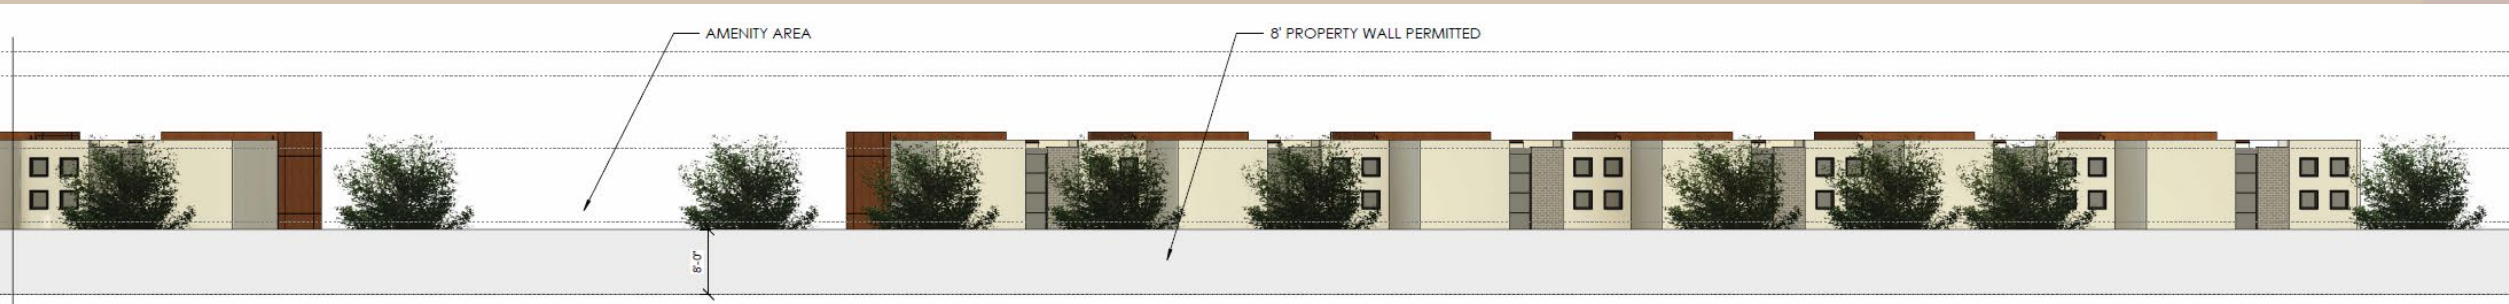 AMENITY AREA
8' PROPERTY WALL PERMITTED
8'-0"